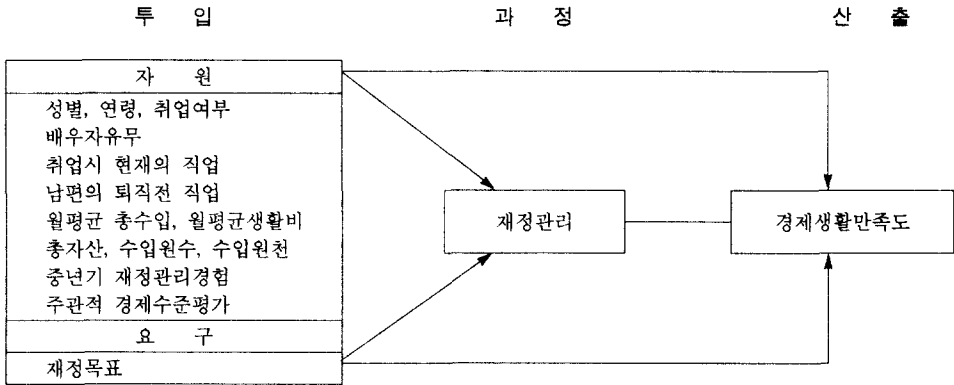 투 입 과 정 산 출
자 원
성별, 연령, 취업여부
배우자유무
취업시 현재의 직업
남편의 퇴직전 직업
월평균 총수입, 월평균생활비
총자산, 수입원수, 수입원천
중년기 재정관리경험
주관적 경제수준평가
요 구
재정목표
재정관리
경제생활만족도